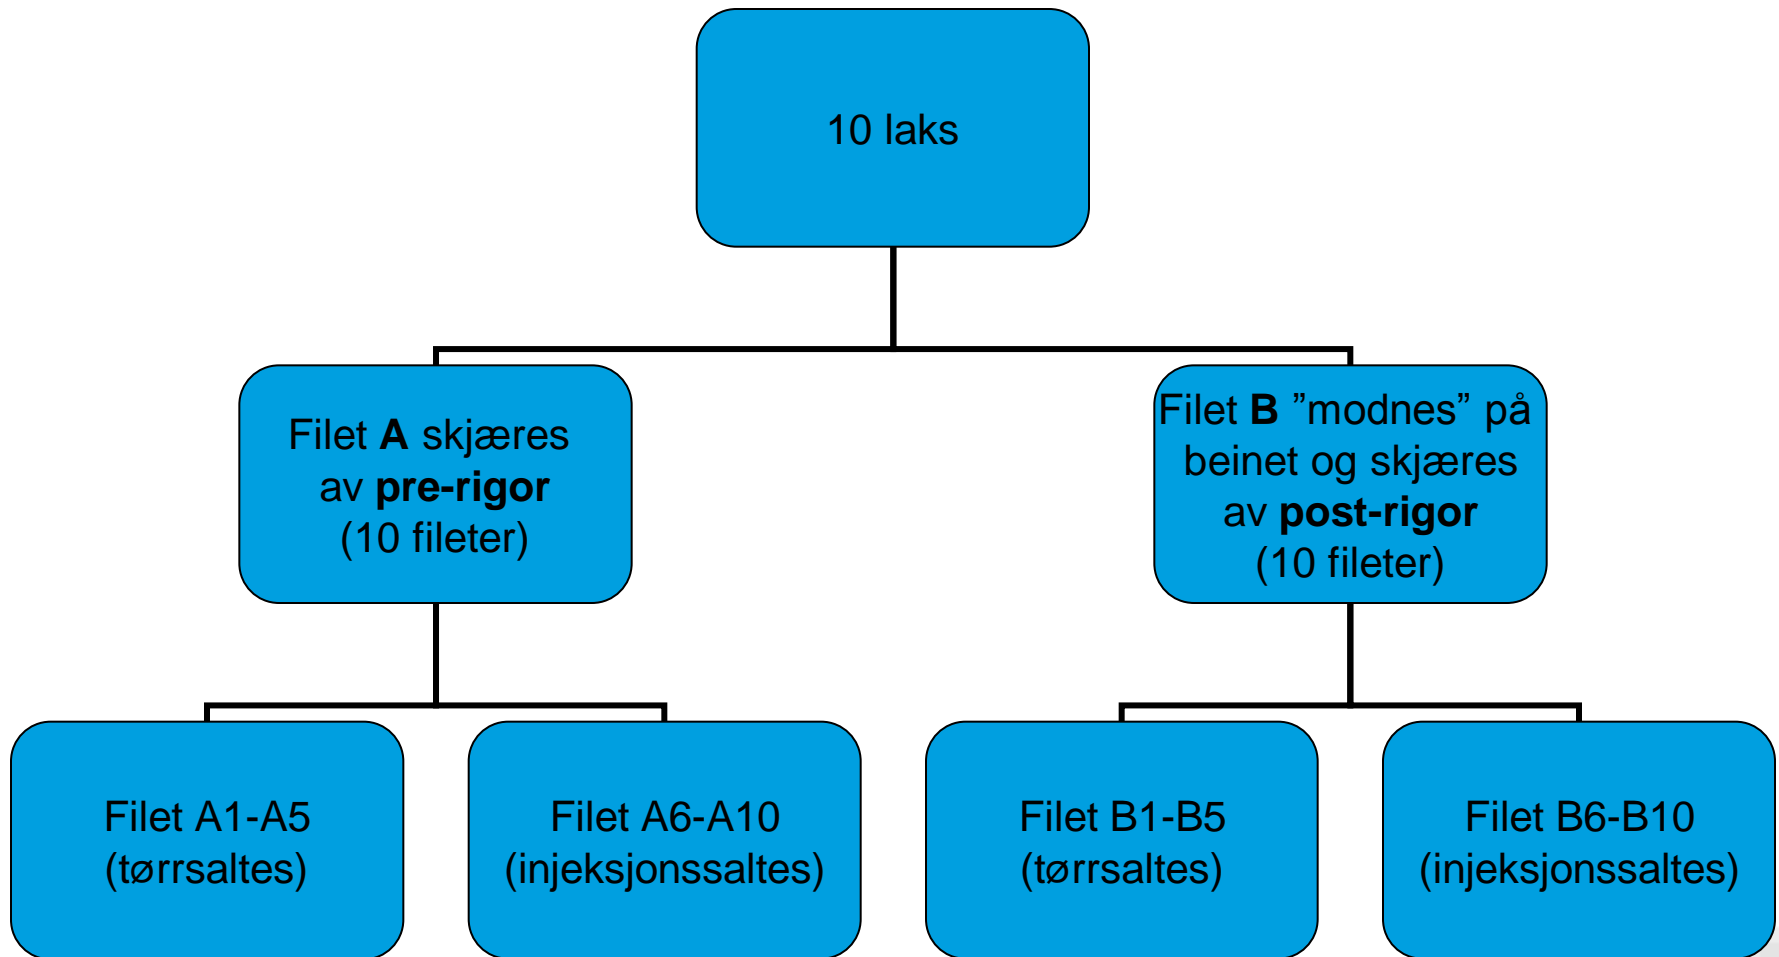 10 laks
Filet A skjæres
av pre-rigor
(10 fileter)
Filet B ”modnes” på
beinet og skjæres
av post-rigor
(10 fileter)
Filet A1-A5
(tørrsaltes)
Filet A6-A10
(injeksjonssaltes)
Filet B1-B5
(tørrsaltes)
Filet B6-B10
(injeksjonssaltes)